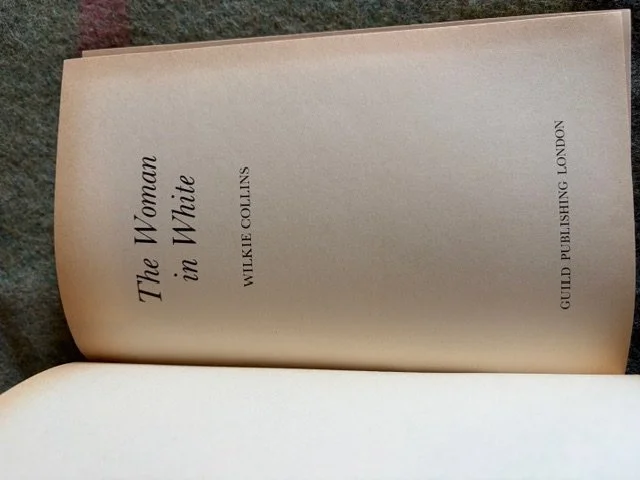 The Woman
in White
WILKIE COLLINS
GUILD PUBLISHING LONDON